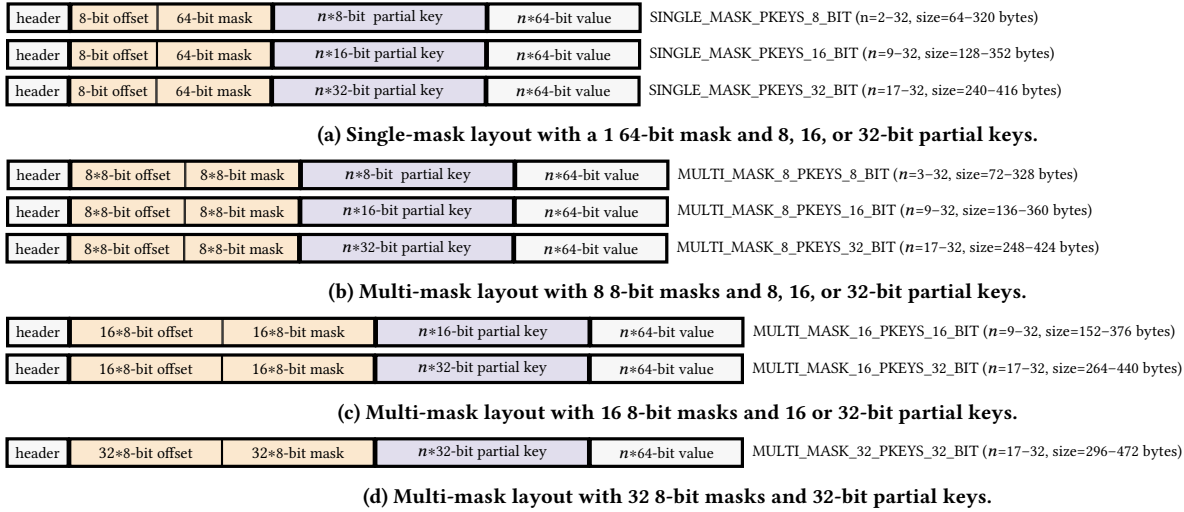 header 8-bit offset 64-bit mask n*8-bit partial key n*64-bit value SINGLE_MASK_PKEYS_8_BIT (n=2–32, size=64–320 bytes)
header 8-bit offset 64-bit mask n*16-bit partial key n*64-bit value SINGLE_MASK_PKEYS_16_BIT (n=9–32, size=128–352 bytes)
header 8-bit offset 64-bit mask n*32-bit partial key n*64-bit value SINGLE_MASK_PKEYS_32_BIT (n=17–32, size=240–416 bytes)
(a) Single-mask layout with a 1 64-bit mask and 8, 16, or 32-bit partial keys.
header 8*8-bit offset 8*8-bit mask n*8-bit partial key n*64-bit value MULTI_MASK_8_PKEYS_8_BIT (n=3–32, size=72–328 bytes)
header 8*8-bit offset 8*8-bit mask n*16-bit partial key n*64-bit value MULTI_MASK_8_PKEYS_16_BIT (n=9–32, size=136–360 bytes)
header 8*8-bit offset 8*8-bit mask n*32-bit partial key n*64-bit value MULTI_MASK_8_PKEYS_32_BIT (n=17–32, size=248–424 bytes)
(b) Multi-mask layout with 8 8-bit masks and 8, 16, or 32-bit partial keys.
header 16*8-bit offset 16*8-bit mask n*16-bit partial key n*64-bit value MULTI_MASK_16_PKEYS_16_BIT (n=9–32, size=152–376 bytes)
header 16*8-bit offset 16*8-bit mask n*32-bit partial key n*64-bit value MULTI_MASK_16_PKEYS_32_BIT (n=17–32, size=264–440 bytes)
(c) Multi-mask layout with 16 8-bit masks and 16 or 32-bit partial keys.
header 32*8-bit offset 32*8-bit mask n*32-bit partial key n*64-bit value MULTI_MASK_32_PKEYS_32_BIT (n=17–32, size=296–472 bytes)
(d) Multi-mask layout with 32 8-bit masks and 32-bit partial keys.